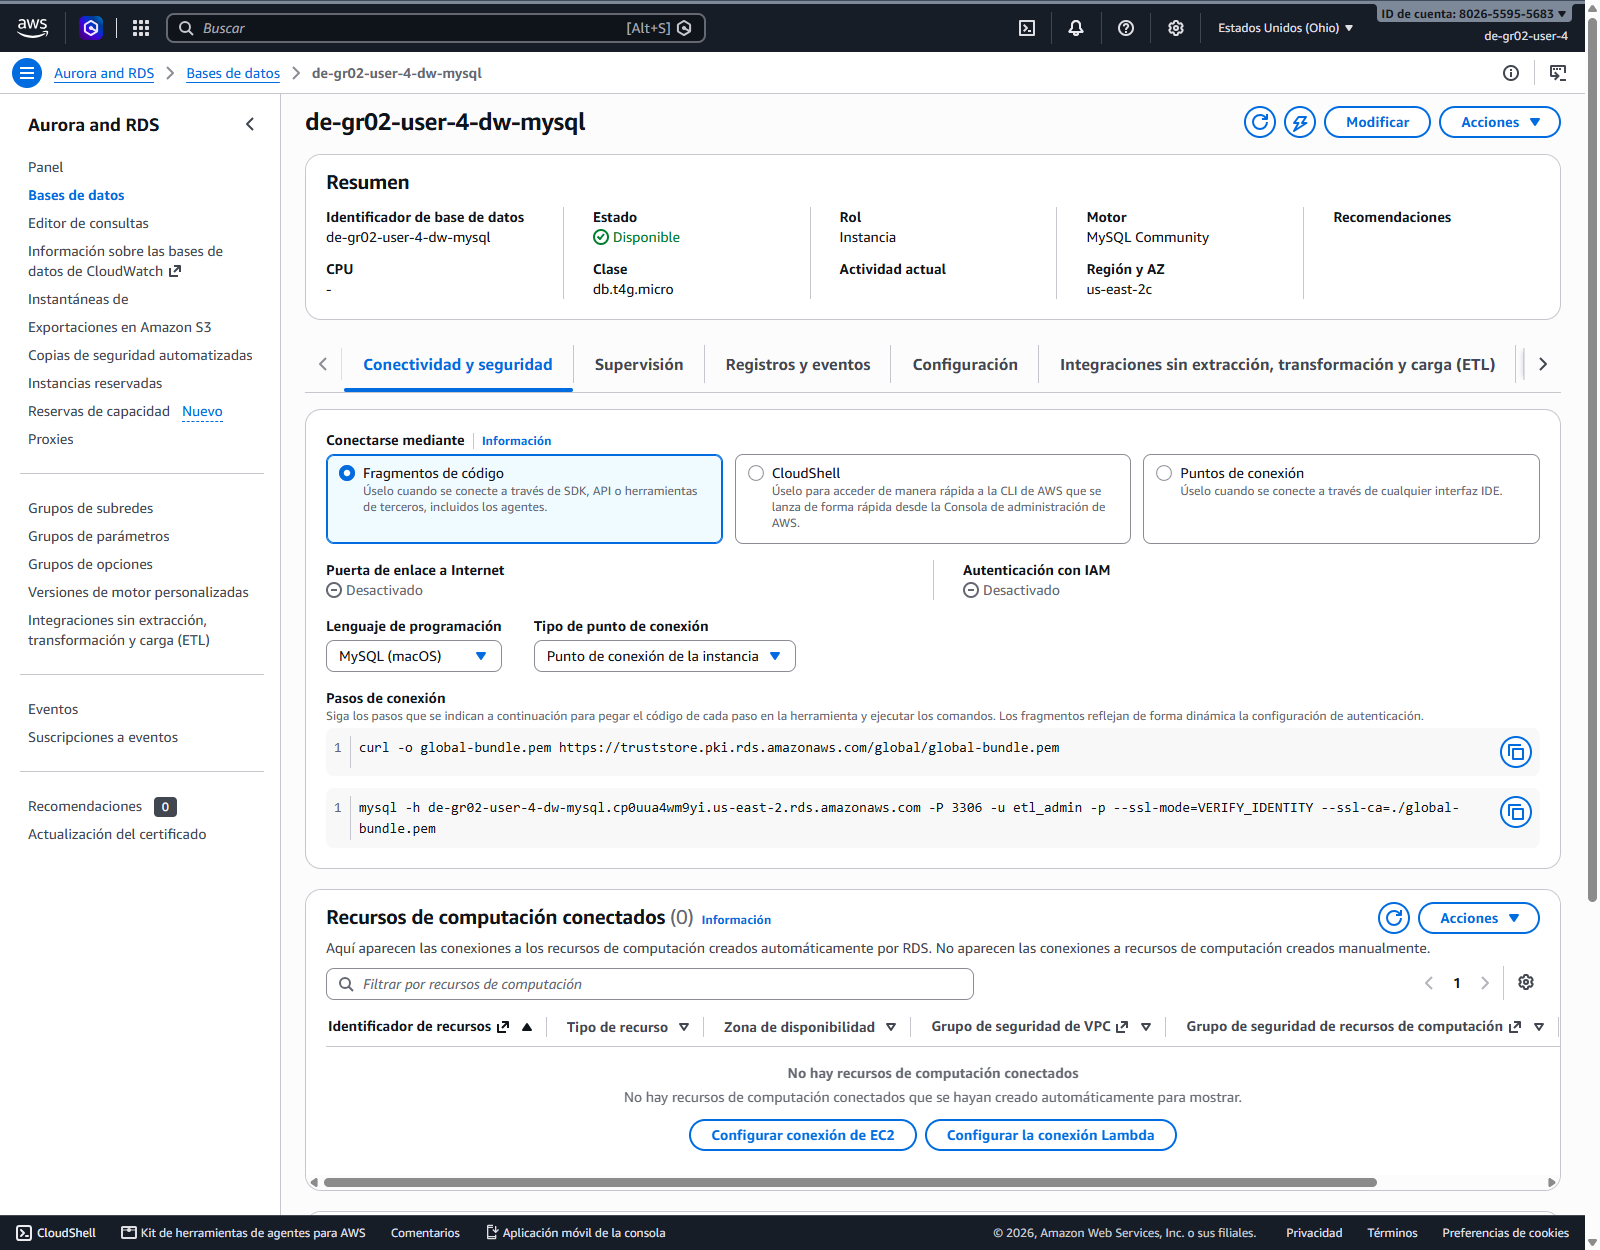 aws
Buscar
[Alt+S]
Estados Unidos (Ohio)
ID de cuenta: 8026-5595-5683
de-gr02-user-4
Aurora and RDS
Bases de datos
de-gr02-user-4-dw-mysql
Aurora and RDS
Panel
Bases de datos
Editor de consultas
Información sobre las bases de
datos de CloudWatch
Instantáneas de
Exportaciones en Amazon S3
Copias de seguridad automatizadas
Instancias reservadas
Reservas de capacidad Nuevo
Proxies
Grupos de subredes
Grupos de parámetros
Grupos de opciones
Versiones de motor personalizadas
Integraciones sin extracción,
transformación y carga (ETL)
Eventos
Suscripciones a eventos
Recomendaciones 0
Actualización del certificado
de-gr02-user-4-dw-mysql
Modificar
Acciones
Resumen
Identificador de base de datos
de-gr02-user-4-dw-mysql
CPU
-
Estado
Disponible
Clase
db.t4g.micro
Rol
Instancia
Actividad actual
Motor
MySQL Community
Región y AZ
us-east-2c
Recomendaciones
Conectividad y seguridad
Supervisión
Registros y eventos
Configuración
Integraciones sin extracción, transformación y carga (ETL)
Conectarse mediante
Información
Fragmentos de código
Úselo cuando se conecte a través de SDK, API o herramientas
de terceros, incluidos los agentes.
CloudShell
Úselo para acceder de manera rápida a la CLI de AWS que se
lanza de forma rápida desde la Consola de administración de
AWS.
Puntos de conexión
Úselo cuando se conecte a través de cualquier interfaz IDE.
Puerta de enlace a Internet
Desactivado
Autenticación con IAM
Desactivado
Lenguaje de programación
MySQL (macOS)
Tipo de punto de conexión
Punto de conexión de la instancia
Pasos de conexión
Siga los pasos que se indican a continuación para pegar el código de cada paso en la herramienta y ejecutar los comandos. Los fragmentos reflejan de forma dinámica la configuración de autenticación.
1 curl -o global-bundle.pem https://truststore.pki.rds.amazonaws.com/global/global-bundle.pem
1 mysql -h de-gr02-user-4-dw-mysql.cp0uua4wm9yi.us-east-2.rds.amazonaws.com -P 3306 -u etl_admin -p --ssl-mode=VERIFY_IDENTITY --ssl-ca=./global-
bundle.pem
Recursos de computación conectados (0)
Información
Acciones
Aquí aparecen las conexiones a los recursos de computación creados automáticamente por RDS. No aparecen las conexiones a recursos de computación creados manualmente.
Filtrar por recursos de computación
1
Identificador de recursos
Tipo de recurso
Zona de disponibilidad
Grupo de seguridad de VPC
Grupo de seguridad de recursos de computación
No hay recursos de computación conectados
No hay recursos de computación conectados que se hayan creado automáticamente para mostrar.
Configurar conexión de EC2
Configurar la conexión Lambda
CloudShell
Kit de herramientas de agentes para AWS
Comentarios
Aplicación móvil de la consola
© 2026, Amazon Web Services, Inc. o sus filiales.
Privacidad
Términos
Preferencias de cookies